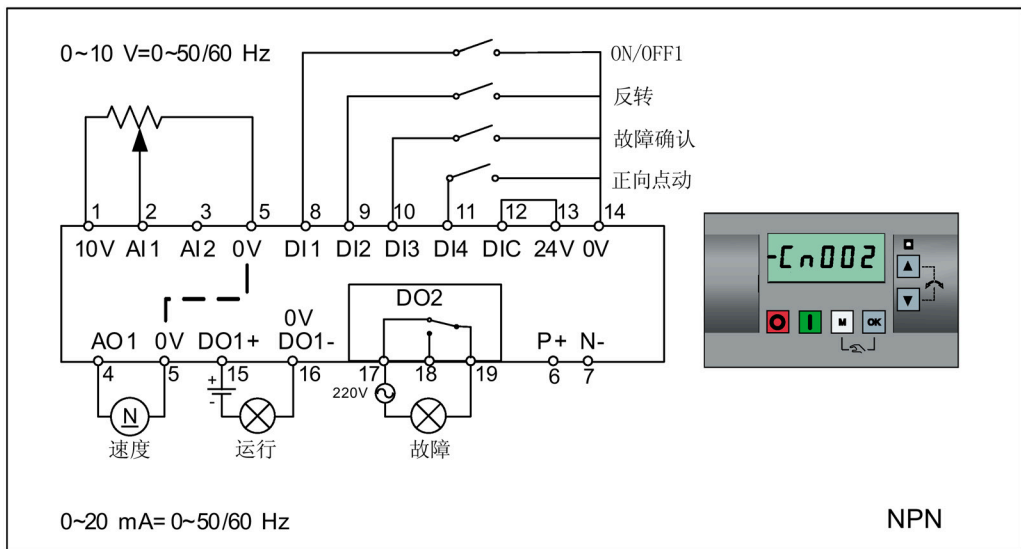 0~10 V=0~50/60 Hz
ON/OFF1
反转
故障确认
正向点动
1 2 3 5 8 9 10 11 12 13 14
10V AI1 AI2 0V DI1 DI2 DI3 DI4 DIC 24V 0V
-Cn002
M OK
DO2
0V
AO1 0V DO1+ DO1- P+ N-
4 5 15 16 17 18 19 6 7
+
-
220V
N
速度 运行 故障
0~20 mA= 0~50/60 Hz
NPN